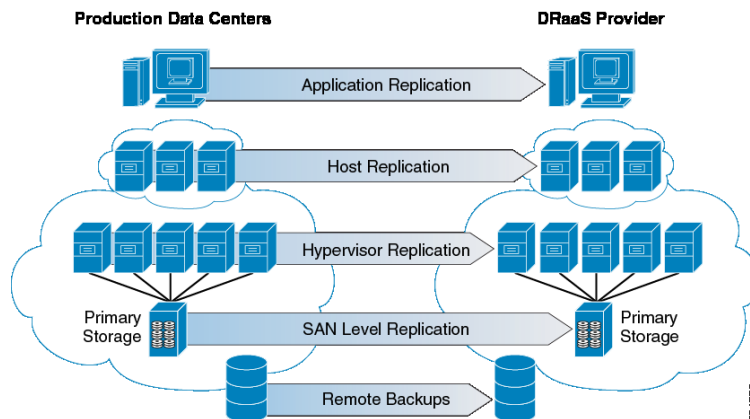 Production Data Centers
DRaaS Provider
Application Replication
Host Replication
Hypervisor Replication
Primary
Storage
SAN Level Replication
Primary
Storage
Remote Backups